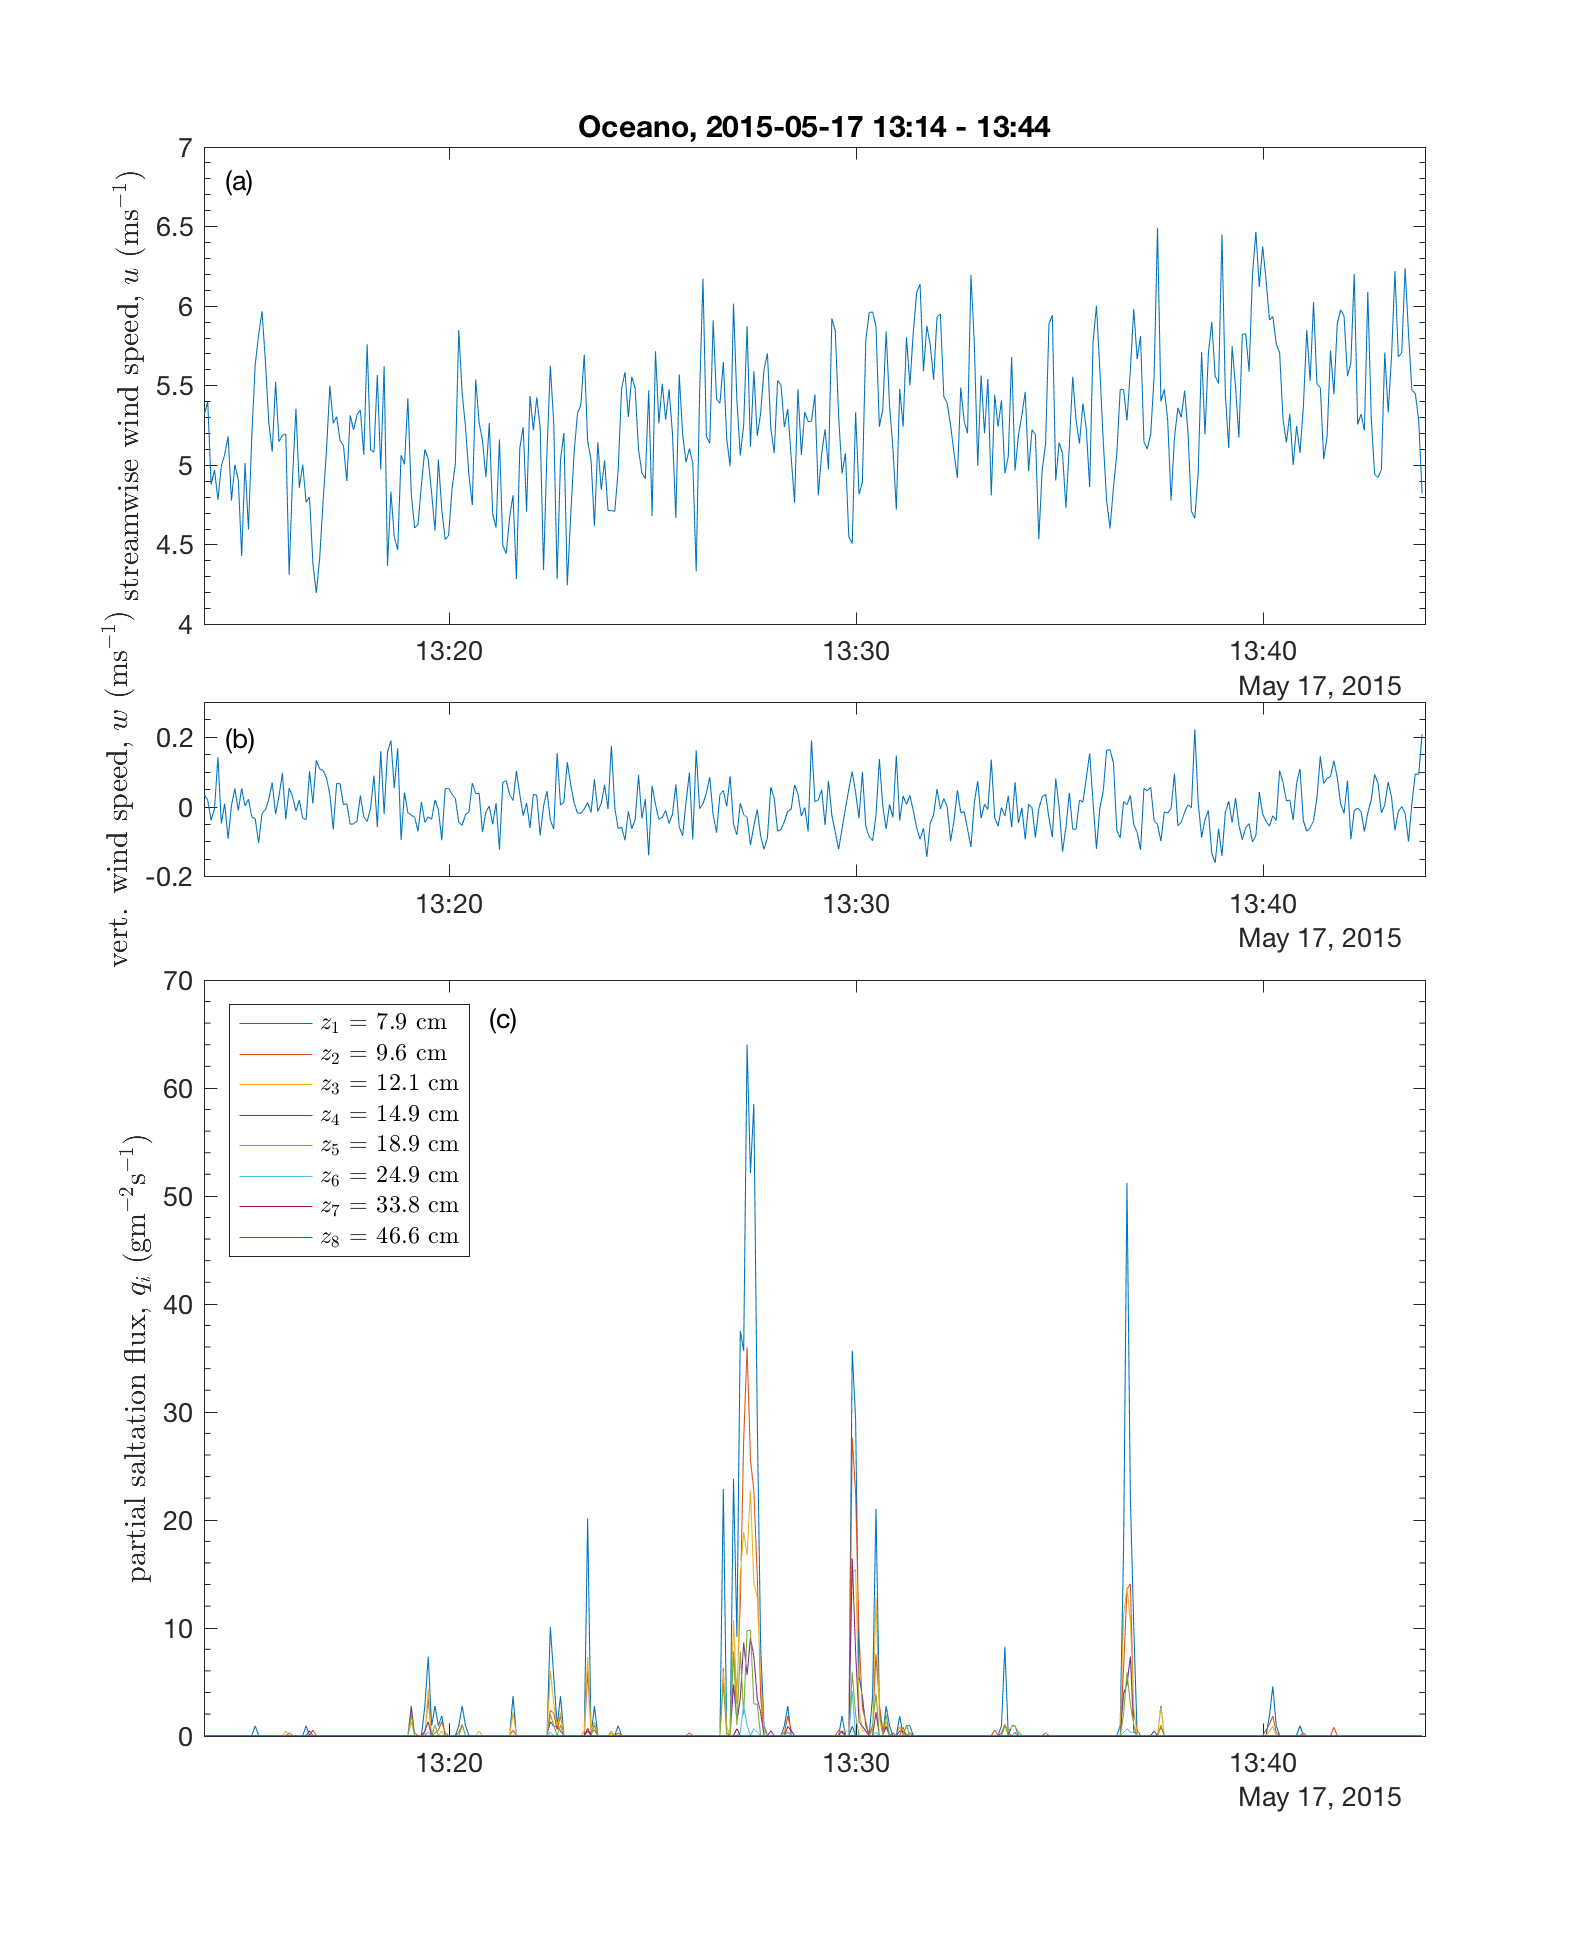 Oceano, 2015-05-17 13:14 - 13:44
(a)
streamwise wind speed, u (ms⁻¹)
7
6.5
6
5.5
5
4.5
4
13:20 13:30 13:40
May 17, 2015
(b)
vert. wind speed, w (ms⁻¹)
0.2
0
-0.2
13:20 13:30 13:40
May 17, 2015
(c)
partial saltation flux, qᵢ (gm⁻²s⁻¹)
70
60
50
40
30
20
10
0
z₁ = 7.9 cm
z₂ = 9.6 cm
z₃ = 12.1 cm
z₄ = 14.9 cm
z₅ = 18.9 cm
z₆ = 24.9 cm
z₇ = 33.8 cm
z₈ = 46.6 cm
13:20 13:30 13:40
May 17, 2015